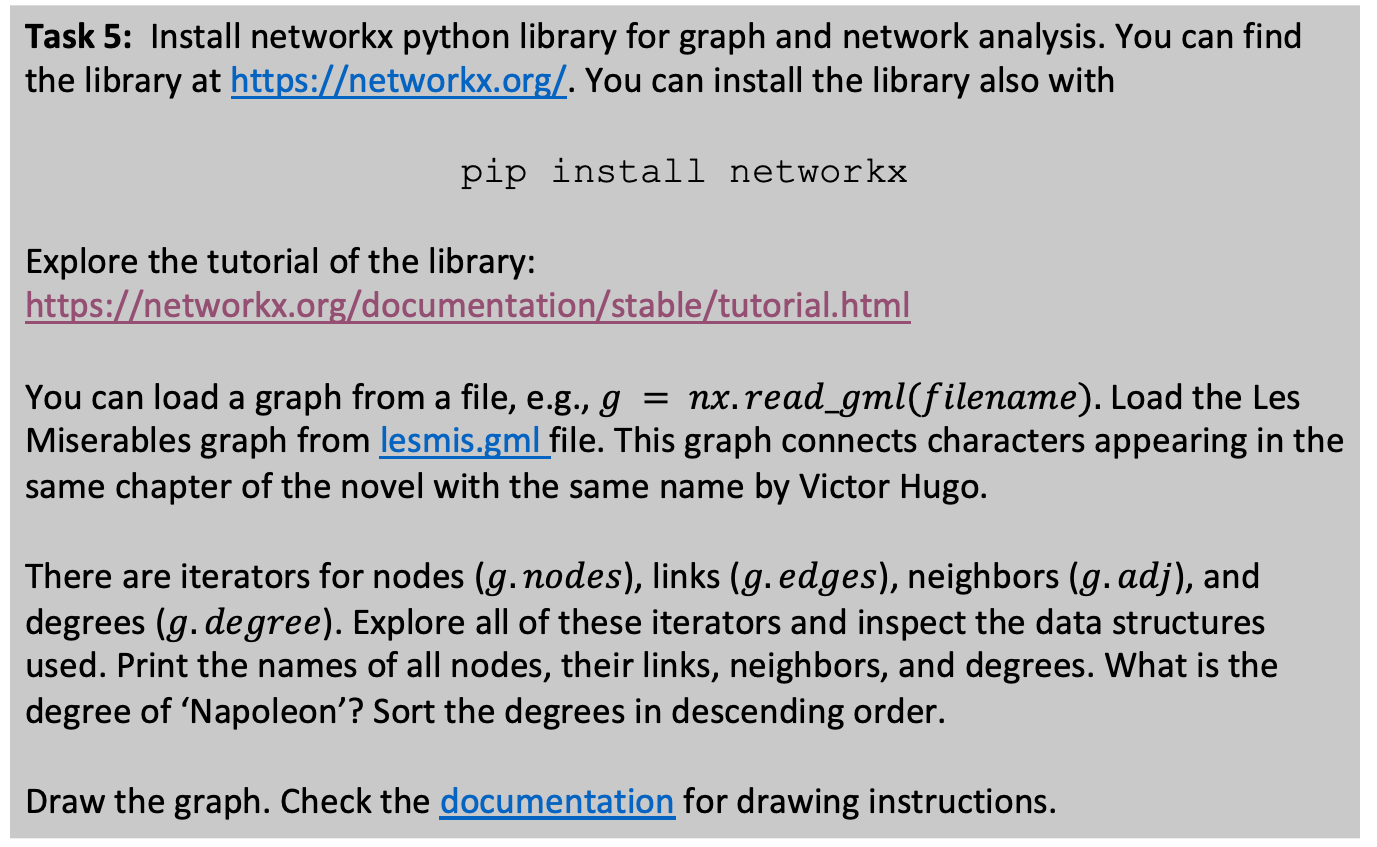 Task 5: Install networkx python library for graph and network analysis. You can find
the library at https://networkx.org/. You can install the library also with
pip install networkx
Explore the tutorial of the library:
https://networkx.org/documentation/stable/tutorial.html
You can load a graph from a file, e.g., g = nx.read_gml(filename). Load the Les
Miserables graph from lesmis.gml file. This graph connects characters appearing in the
same chapter of the novel with the same name by Victor Hugo.
There are iterators for nodes (g.nodes), links (g.edges), neighbors (g.adj), and
degrees (g.degree). Explore all of these iterators and inspect the data structures
used. Print the names of all nodes, their links, neighbors, and degrees. What is the
degree of ‘Napoleon’? Sort the degrees in descending order.
Draw the graph. Check the documentation for drawing instructions.